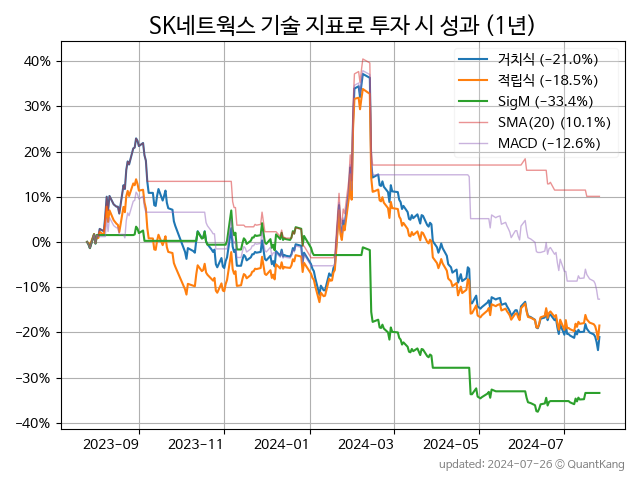 SK네트웍스 기술 지표로 투자 시 성과 (1년)
40%
30%
20%
10%
0%
−10%
−20%
−30%
−40%
거치식 (−21.0%)
적립식 (−18.5%)
SigM (−33.4%)
SMA(20) (10.1%)
MACD (−12.6%)
2023−09
2023−11
2024−01
2024−03
2024−05
2024−07
updated: 2024−07−26 © QuantKang